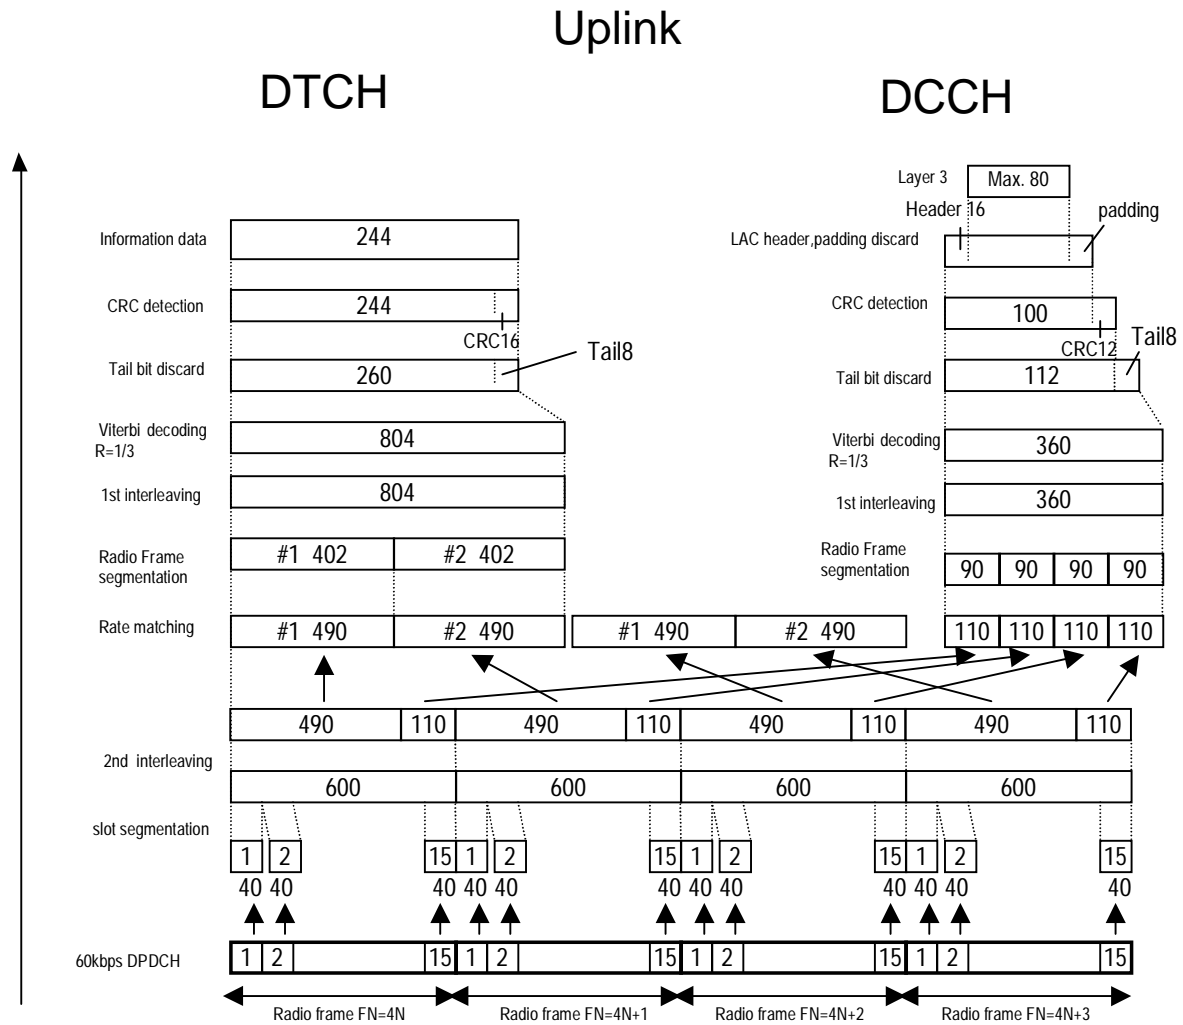 Uplink
DTCH DCCH
Layer 3 Max. 80
Header 16 padding
Information data 244 LAC header,padding discard
CRC detection 244 CRC detection 100
CRC16 CRC12
Tail8 Tail8
Tail bit discard 260 Tail bit discard 112
Viterbi decoding
R=1/3
804
Viterbi decoding
R=1/3
360
1st interleaving 804 1st interleaving 360
Radio Frame
segmentation
#1 402 #2 402
Radio Frame
segmentation
90 90 90 90
Rate matching #1 490 #2 490 #1 490 #2 490 110 110 110 110
490 110 490 110 490 110 490 110
2nd interleaving
600 600 600 600
slot segmentation
1 2 15 1 2 15 1 2 15 1 2 15
40 40 40 40 40 40 40 40 40 40 40 40
60kbps DPDCH 1 2 15 1 2 15 1 2 15 1 2 15
Radio frame FN=4N Radio frame FN=4N+1 Radio frame FN=4N+2 Radio frame FN=4N+3